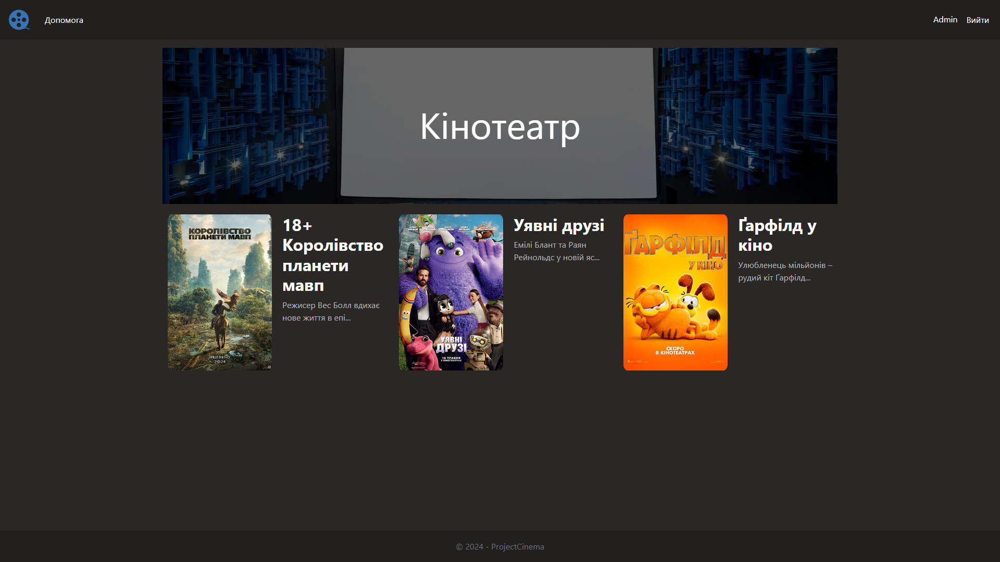 Допомога
Admin
Вийти
Кінотеатр
КОРОЛІВСТВО
ПЛАНЕТИ МАВП
ЛИШЕ В КІНО
2024
18+
Королівство
планети
мавп
Режисер Вес Болл вдихає
нове життя в епі...
УЯВНІ
ДРУЗІ
16 ТРАВНЯ
У КІНОТЕАТРАХ
Уявні друзі
Емілі Блант та Раян
Рейнольдс у новій яс...
ҐАРФІЛД
У КІНО
СКОРО
В КІНОТЕАТРАХ
Ґарфілд у
кіно
Улюбленець мільйонів –
рудий кіт Ґарфілд...
© 2024 - ProjectCinema